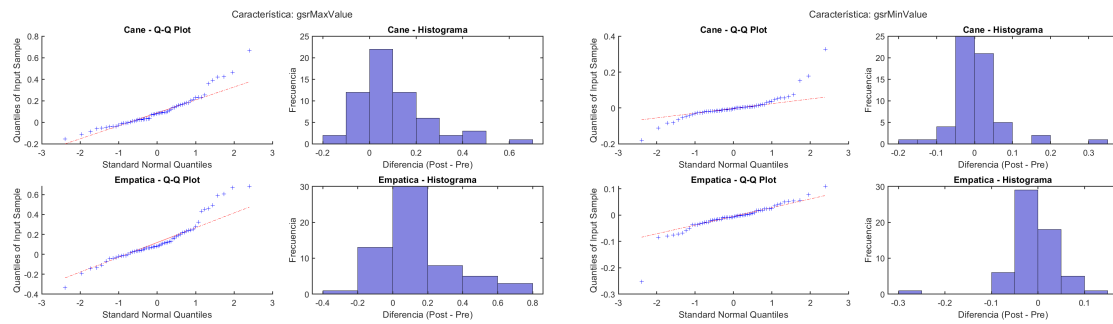 Característica: gsrMaxValue
Cane - Q-Q Plot
Quantiles of Input Sample
0.8
0.6
0.4
0.2
0
-0.2
-3 -2 -1 0 1 2 3
Standard Normal Quantiles
Cane - Histograma
Frecuencia
25
20
15
10
5
0
-0.2 0 0.2 0.4 0.6
Diferencia (Post - Pre)
Empatica - Q-Q Plot
Quantiles of Input Sample
0.8
0.6
0.4
0.2
0
-0.2
-0.4
-3 -2 -1 0 1 2 3
Standard Normal Quantiles
Empatica - Histograma
Frecuencia
30
20
10
0
-0.4 -0.2 0 0.2 0.4 0.6 0.8
Diferencia (Post - Pre)
Característica: gsrMinValue
Cane - Q-Q Plot
Quantiles of Input Sample
0.4
0.2
0
-0.2
-3 -2 -1 0 1 2 3
Standard Normal Quantiles
Cane - Histograma
Frecuencia
25
20
15
10
5
0
-0.2 -0.1 0 0.1 0.2 0.3
Diferencia (Post - Pre)
Empatica - Q-Q Plot
Quantiles of Input Sample
0.1
0
-0.1
-0.2
-0.3
-3 -2 -1 0 1 2 3
Standard Normal Quantiles
Empatica - Histograma
Frecuencia
30
20
10
0
-0.3 -0.2 -0.1 0 0.1
Diferencia (Post - Pre)